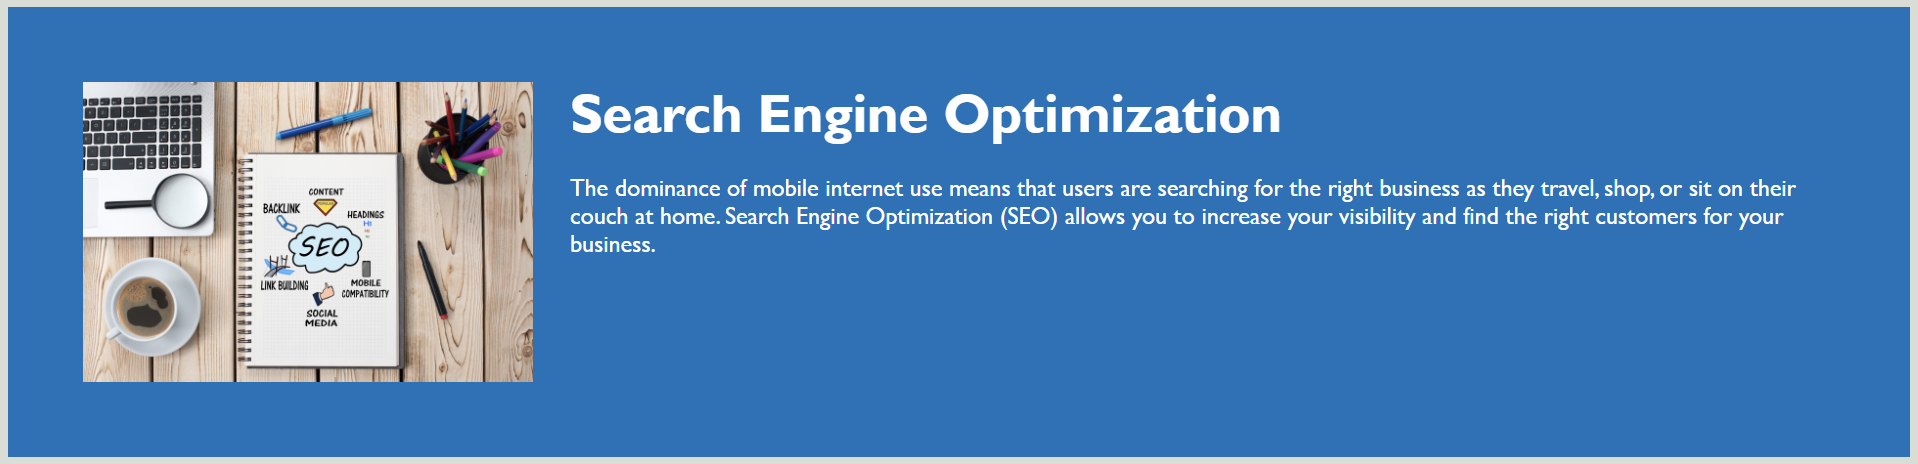 Search Engine Optimization
The dominance of mobile internet use means that users are searching for the right business as they travel, shop, or sit on their
couch at home. Search Engine Optimization (SEO) allows you to increase your visibility and find the right customers for your
business.
CONTENT
BACKLINK
HEADINGS
H1
SEO
LINK BUILDING
MOBILE
COMPATIBILITY
SOCIAL
MEDIA